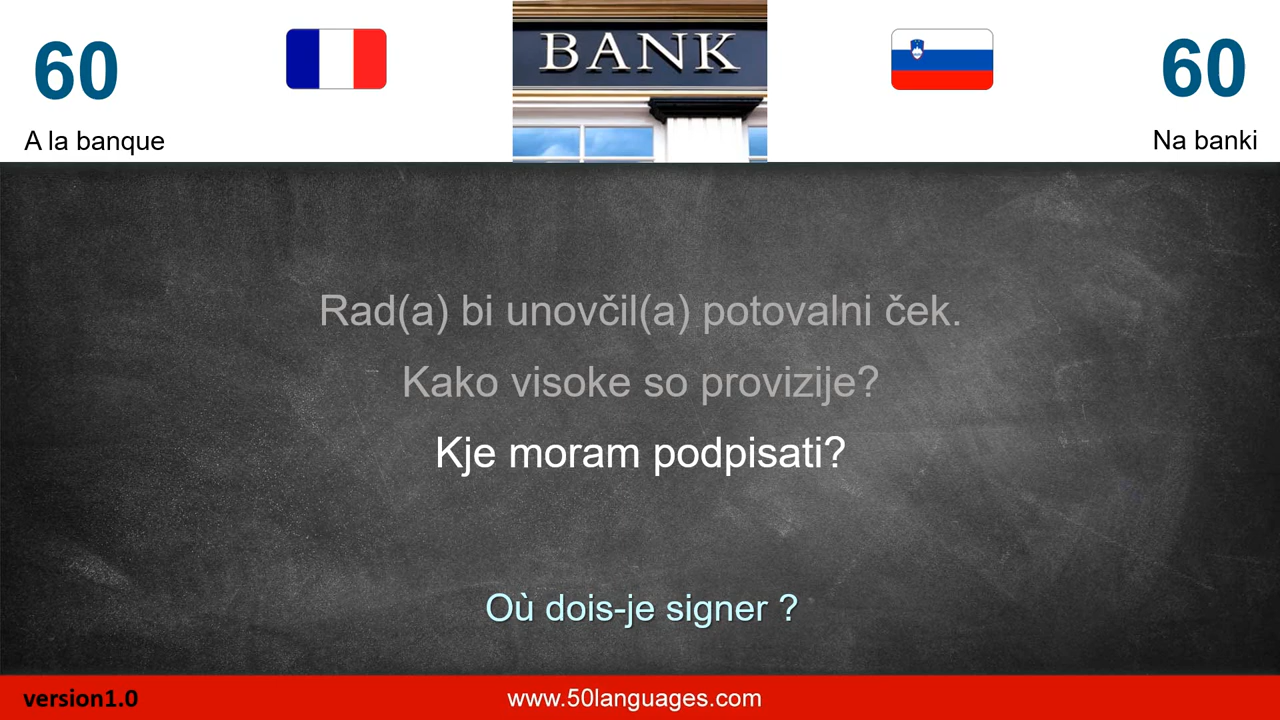 60
BANK
60
A la banque
Na banki
Rad(a) bi unovčil(a) potovalni ček.
Kako visoke so provizije?
Kje moram podpisati?
Où dois-je signer ?
version1.0
www.50languages.com